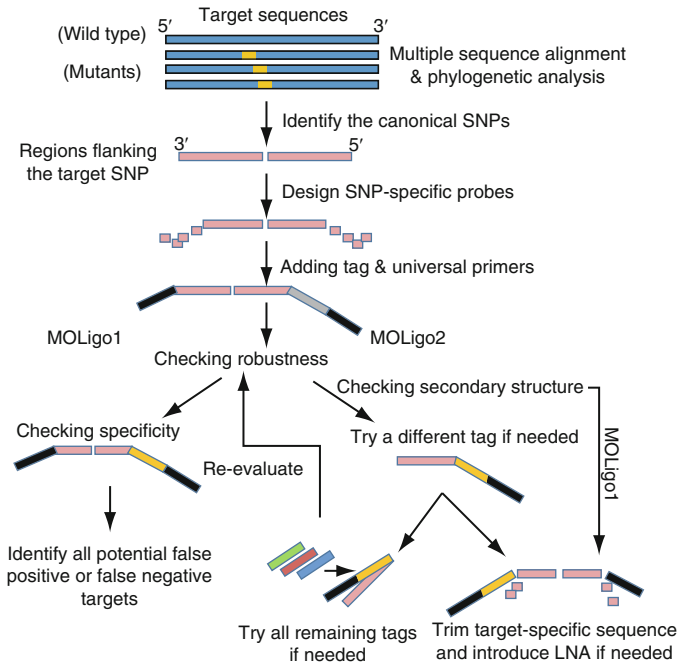 Target sequences
5′ 3′
(Wild type)
(Mutants)
Multiple sequence alignment
& phylogenetic analysis
Identify the canonical SNPs
3′ 5′
Regions flanking
the target SNP
Design SNP-specific probes
Adding tag & universal primers
MOLigo1
MOLigo2
Checking robustness
Checking secondary structure
Checking specificity
Try a different tag if needed
MOLigo1
Re-evaluate
Identify all potential false
positive or false negative
targets
Try all remaining tags
if needed
Trim target-specific sequence
and introduce LNA if needed